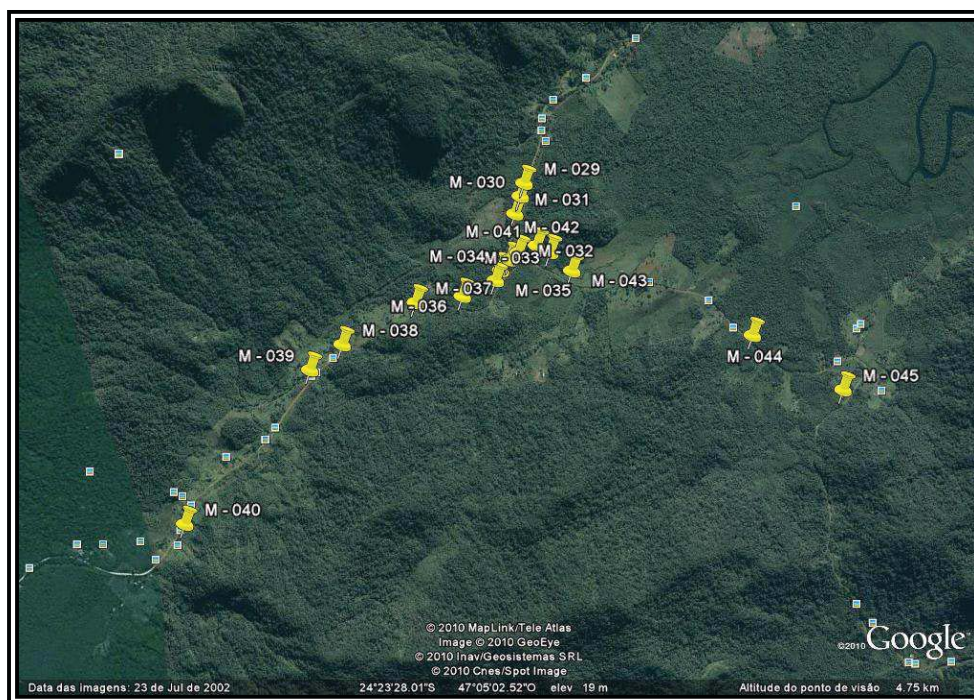 M - 029
M - 030
M - 031
M - 041
M - 042
M - 034
M - 033
M - 032
M - 037
M - 035
M - 043
M - 036
M - 038
M - 039
M - 044
M - 045
M - 040
© 2010 MapLink/Tele Atlas
Image © 2010 GeoEye
© 2010 Inav/Geosistemas SRL
© 2010 Cnes/Spot Image
©2010 Google
Data das Imagens: 23 de Jul de 2002 24°23'28.01"S 47°05'02.52"O elev 19 m Altitude do ponto de visão 4.75 km